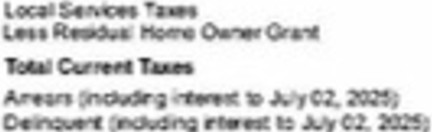 Local Services Taxes
Less Residual Home Owner Grant
Total Current Taxes
Arrears (including interest to July 02, 2025)
Delinquent (including interest to July 02, 2025)